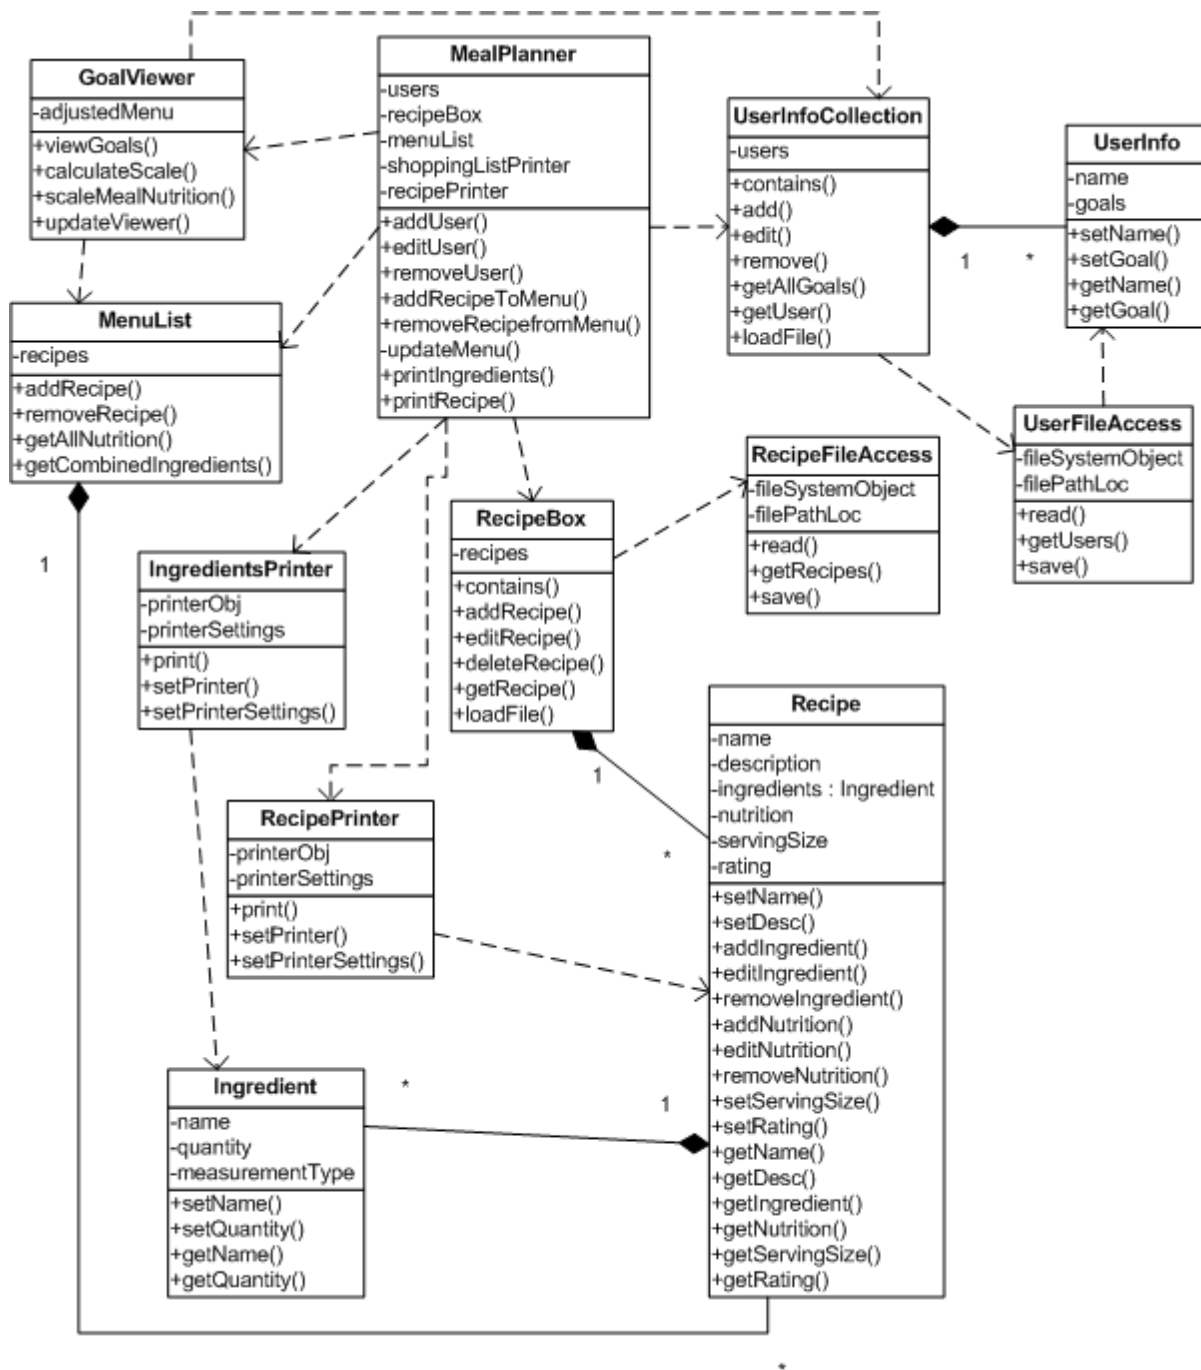 GoalViewer
-adjustedMenu
+viewGoals()
+calculateScale()
+scaleMealNutrition()
+updateViewer()
MealPlanner
-users
-recipeBox
-menuList
-shoppingListPrinter
-recipePrinter
+addUser()
+editUser()
+removeUser()
+addRecipeToMenu()
+removeRecipefromMenu()
-updateMenu()
+printIngredients()
+printRecipe()
UserInfoCollection
-users
+contains()
+add()
+edit()
+remove()
+getAllGoals()
+getUser()
+loadFile()
1
*
UserInfo
-name
-goals
+setName()
+setGoal()
+getName()
+getGoal()
MenuList
-recipes
+addRecipe()
+removeRecipe()
+getAllNutrition()
+getCombinedIngredients()
1
UserFileAccess
-fileSystemObject
-filePathLoc
+read()
+getUsers()
+save()
RecipeFileAccess
-fileSystemObject
-filePathLoc
+read()
+getRecipes()
+save()
RecipeBox
-recipes
+contains()
+addRecipe()
+editRecipe()
+deleteRecipe()
+getRecipe()
+loadFile()
1
*
IngredientsPrinter
-printerObj
-printerSettings
+print()
+setPrinter()
+setPrinterSettings()
RecipePrinter
-printerObj
-printerSettings
+print()
+setPrinter()
+setPrinterSettings()
Recipe
-name
-description
-ingredients : Ingredient
-nutrition
-servingSize
-rating
+setName()
+setDesc()
+addIngredient()
+editIngredient()
+removeIngredient()
+addNutrition()
+editNutrition()
+removeNutrition()
+setServingSize()
+setRating()
+getName()
+getDesc()
+getIngredient()
+getNutrition()
+getServingSize()
+getRating()
Ingredient
-name
-quantity
-measurementType
+setName()
+setQuantity()
+getName()
+getQuantity()
*
1
*